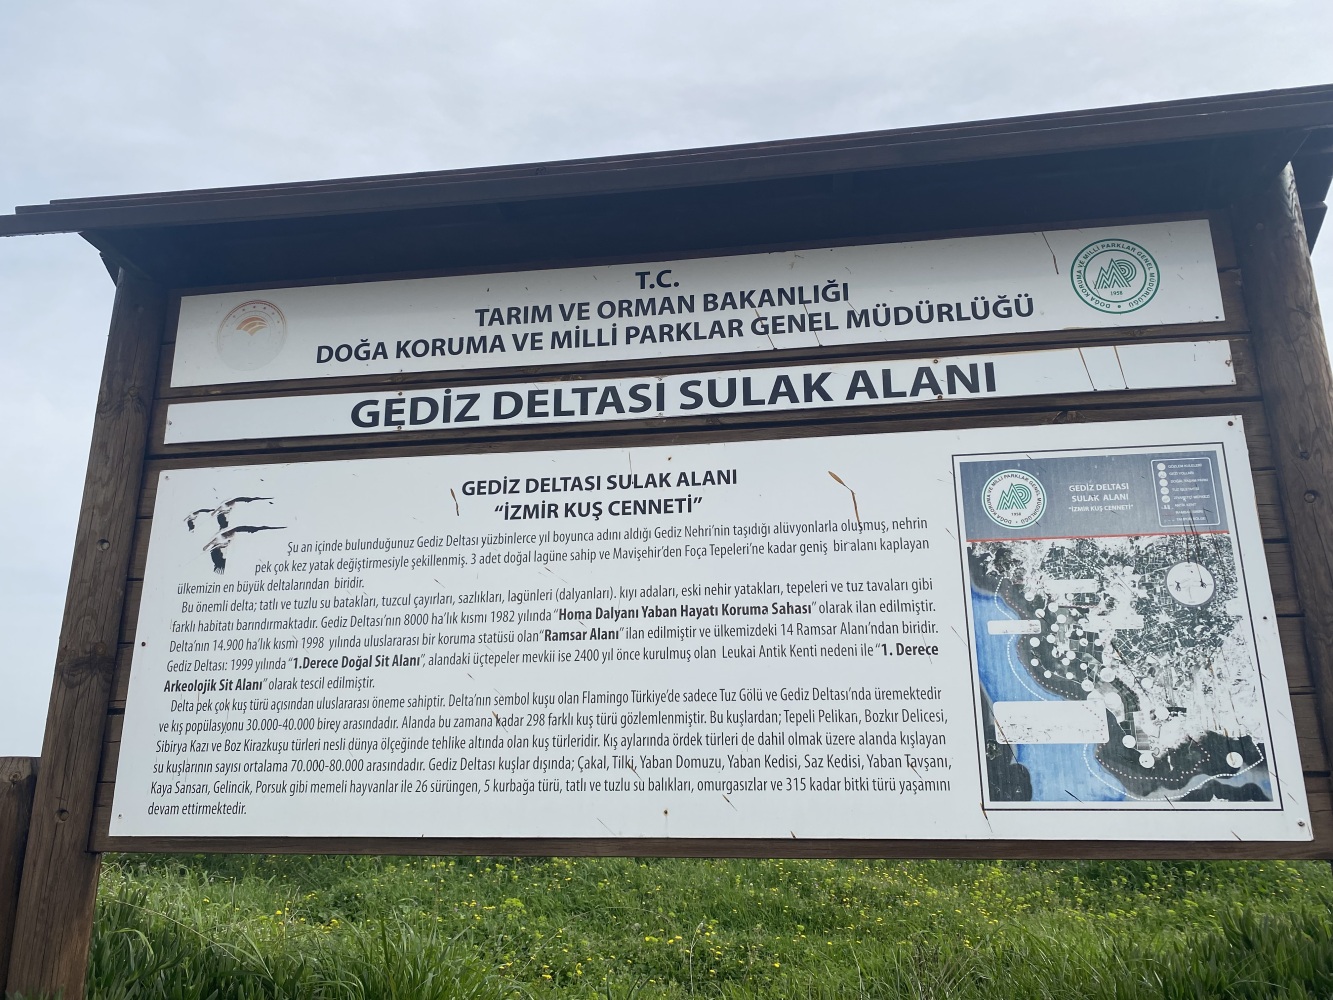 T.C.
TARIM VE ORMAN BAKANLIĞI
DOĞA KORUMA VE MİLLİ PARKLAR GENEL MÜDÜRLÜĞÜ
DOĞA KORUMA VE MİLLİ PARKLAR GENEL MÜDÜRLÜĞÜ
1958
GEDİZ DELTASI SULAK ALANI
GEDİZ DELTASI SULAK ALANI
“İZMİR KUŞ CENNETİ”
Şu an içinde bulunduğunuz Gediz Deltası yüzbinlerce yıl boyunca adını aldığı Gediz Nehri’nin taşıdığı alüvyonlarla oluşmuş, nehrin
pek çok kez yatak değiştirmesiyle şekillenmiş. 3 adet doğal lagüne sahip ve Mavişehir’den Foça Tepeleri’ne kadar geniş bir alanı kaplayan
ülkemizin en büyük deltalarından biridir.
Bu önemli delta; tatlı ve tuzlu su batakları, tuzcul çayırları, sazlıkları, lagünleri (dalyanları). kıyı adaları, eski nehir yatakları, tepeleri ve tuz tavaları gibi
farklı habitatı barındırmaktadır. Gediz Deltası’nın 8000 ha’lık kısmı 1982 yılında “Homa Dalyanı Yaban Hayatı Koruma Sahası” olarak ilan edilmiştir.
Delta’nın 14.900 ha’lık kısmı 1998 yılında uluslararası bir koruma statüsü olan “Ramsar Alanı” ilan edilmiştir ve ülkemizdeki 14 Ramsar Alanı’ndan biridir.
Gediz Deltası: 1999 yılında “1.Derece Doğal Sit Alanı”, alandaki üçtepeler mevkii ise 2400 yıl önce kurulmuş olan Leukai Antik Kenti nedeni ile “1. Derece
Arkeolojik Sit Alanı” olarak tescil edilmiştir.
Delta pek çok kuş türü açısından uluslararası öneme sahiptir. Delta’nın sembol kuşu olan Flamingo Türkiye’de sadece Tuz Gölü ve Gediz Deltası’nda üremektedir
ve kış popülasyonu 30.000-40.000 birey arasındadır. Alanda bu zamana kadar 298 farklı kuş türü gözlemlenmiştir. Bu kuşlardan; Tepeli Pelikan, Bozkır Delicesi,
Sibirya Kazı ve Boz Kirazkuşu türleri nesli dünya ölçeğinde tehlike altında olan kuş türleridir. Kış aylarında ördek türleri de dahil olmak üzere alanda kışlayan
su kuşlarının sayısı ortalama 70.000-80.000 arasındadır. Gediz Deltası kuşlar dışında; Çakal, Tilki, Yaban Domuzu, Yaban Kedisi, Saz Kedisi, Yaban Tavşanı,
Kaya Sansarı, Gelincik, Porsuk gibi memeli hayvanlar ile 26 sürüngen, 5 kurbağa türü, tatlı ve tuzlu su balıkları, omurgasızlar ve 315 kadar bitki türü yaşamını
devam ettirmektedir.
GEDİZ DELTASI
SULAK ALANI
“İZMİR KUŞ CENNETİ”